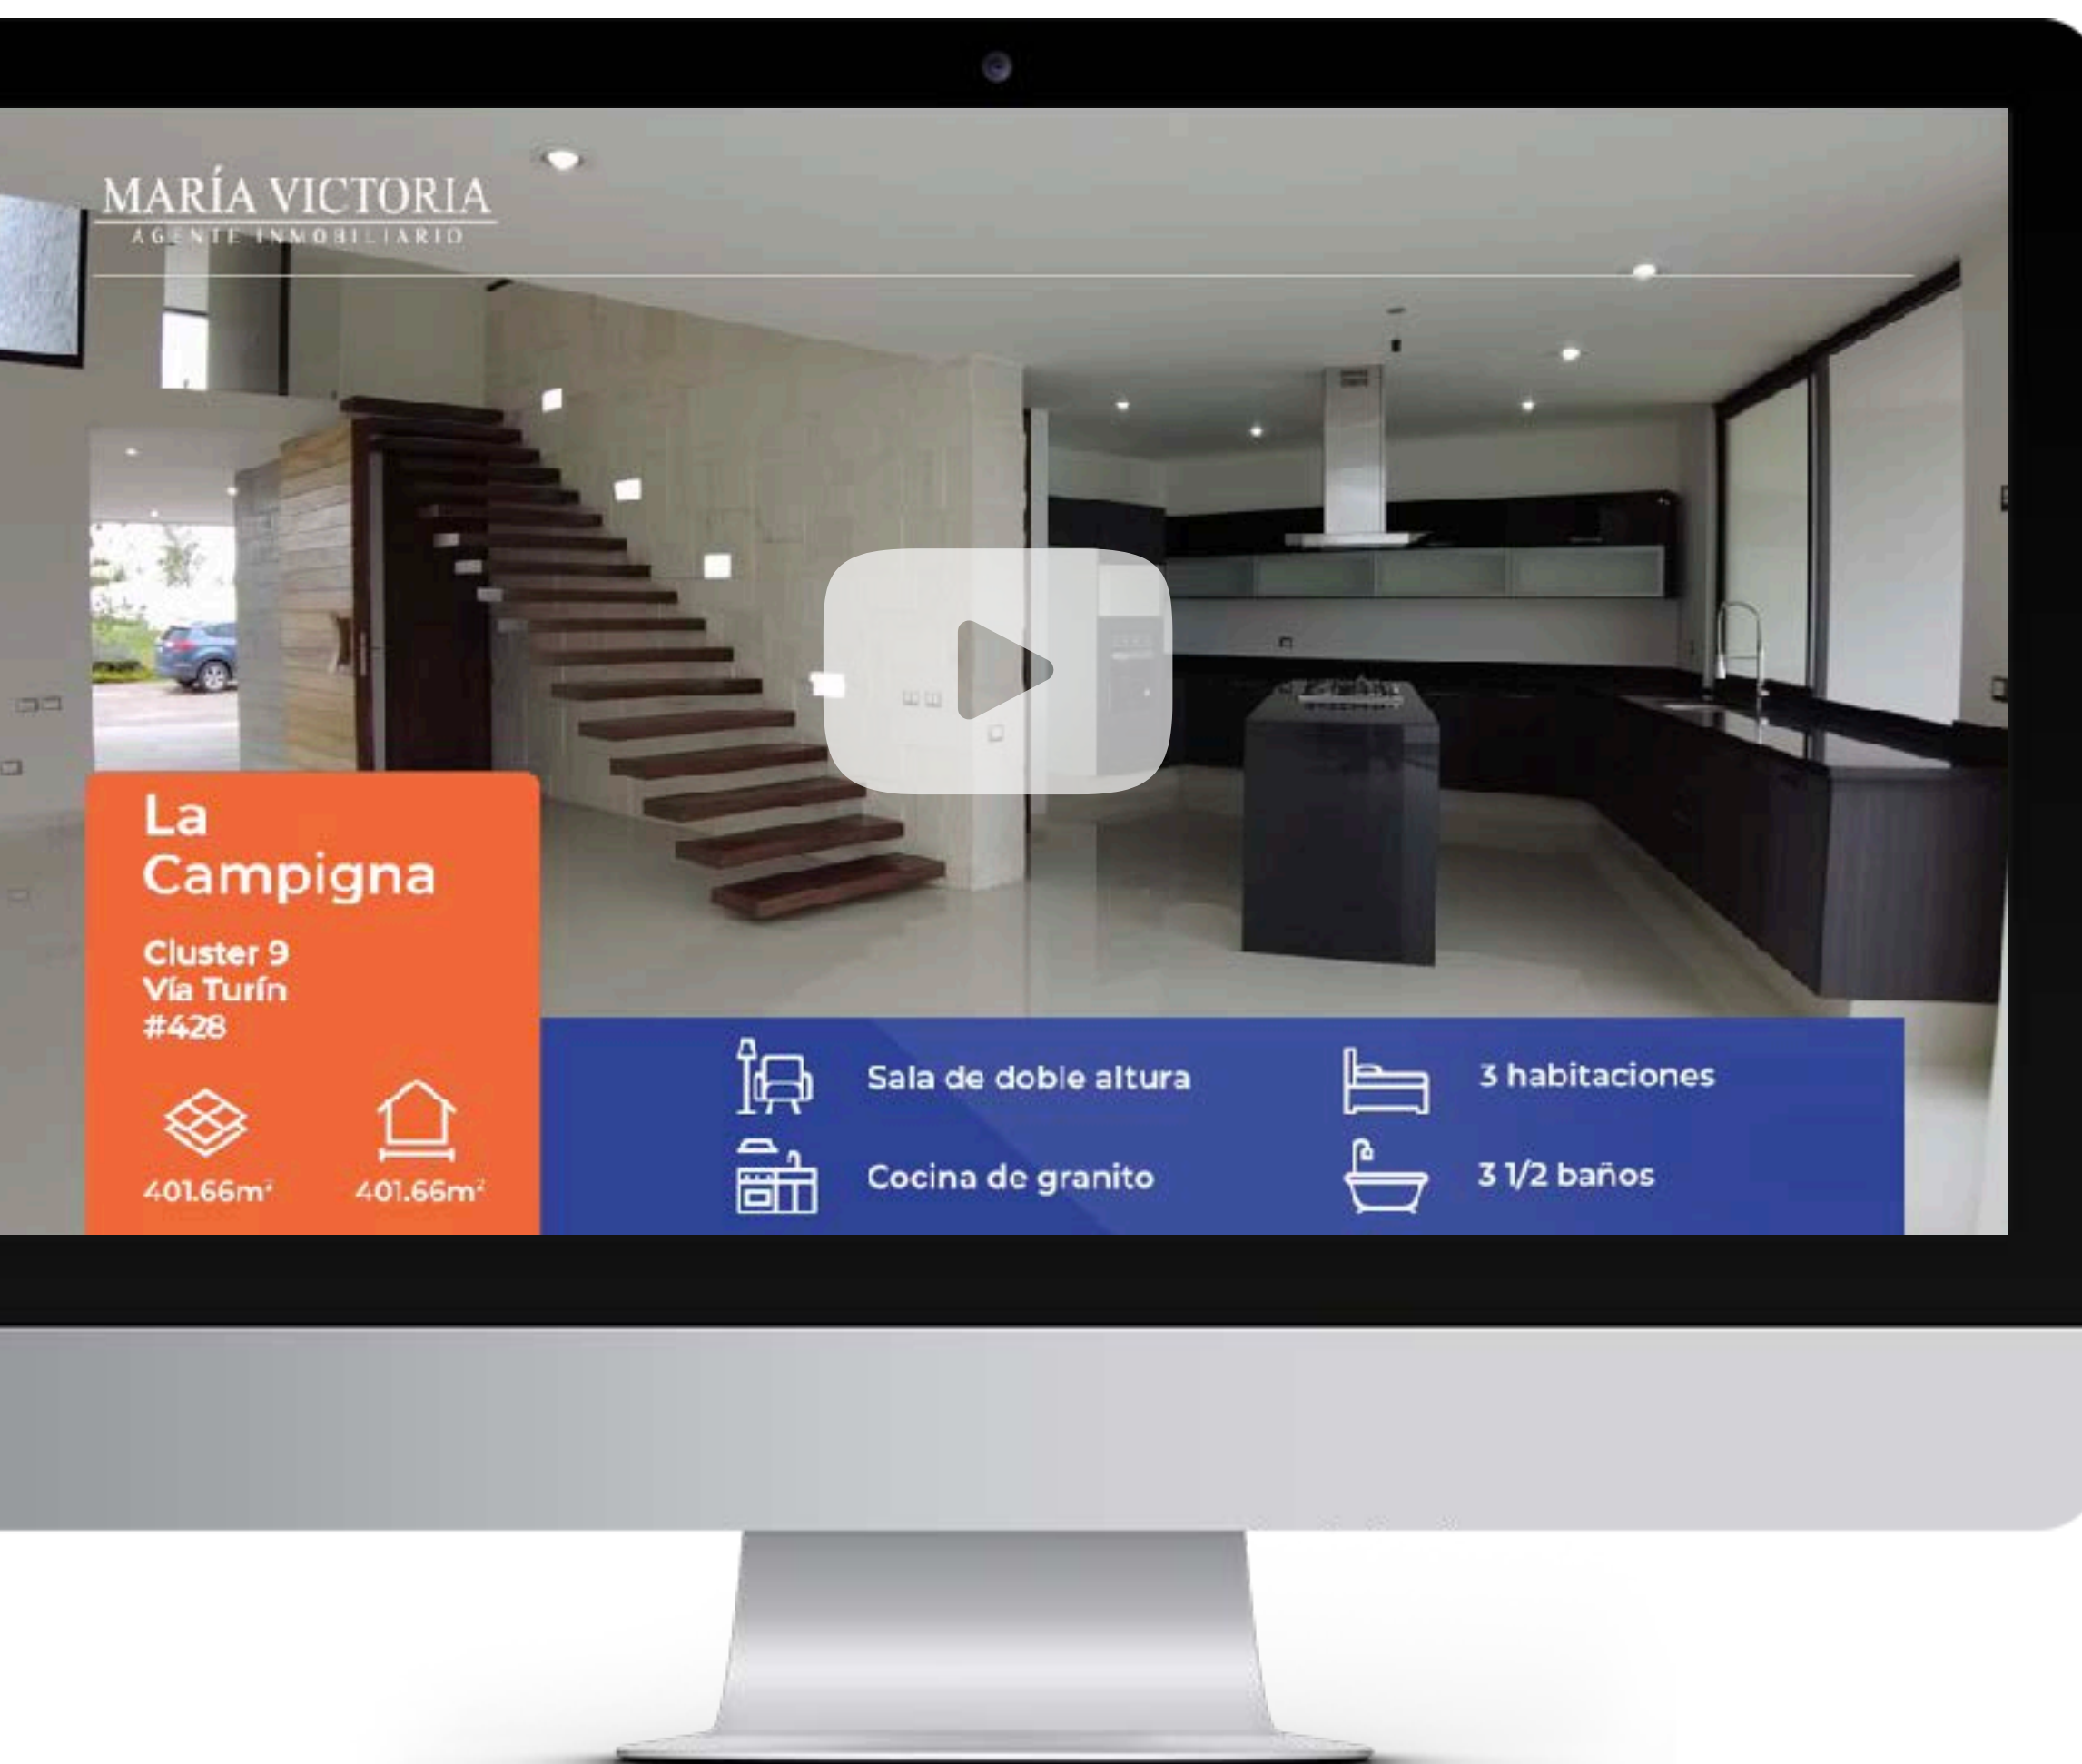 MARÍA VICTORIA
AGENTE INMOBILIARIO
La
Campigna
Cluster 9
Vía Turín
#428
401.66m²
401.66m²
Sala de doble altura
3 habitaciones
Cocina de granito
3 1/2 baños